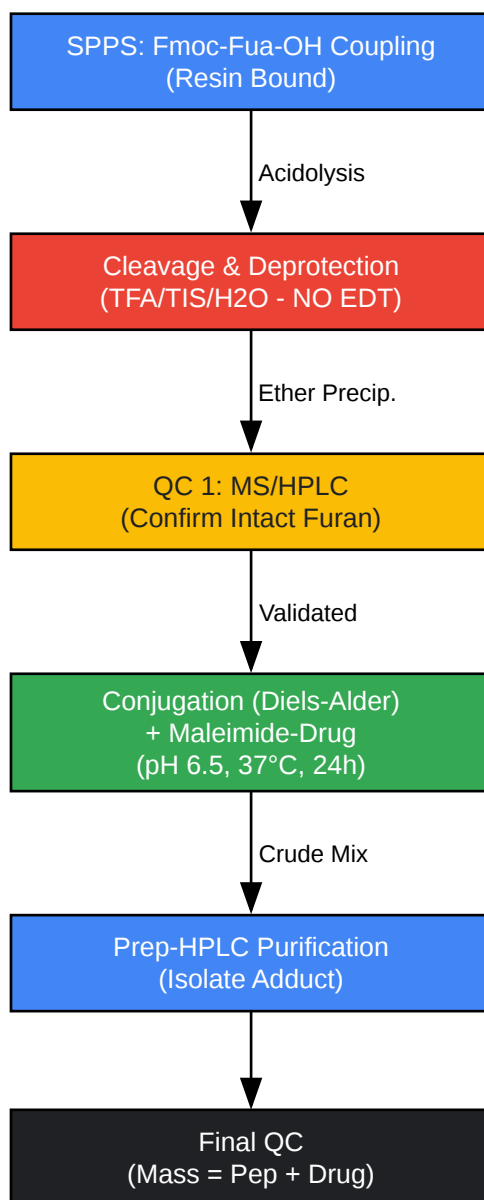 SPPS: Fmoc-Fua-OH Coupling
(Resin Bound)
Acidolysis
Cleavage & Deprotection
(TFA/TIS/H2O - NO EDT)
Ether Precip.
QC 1: MS/HPLC
(Confirm Intact Furan)
Validated
Conjugation (Diels-Alder)
+ Maleimide-Drug
(pH 6.5, 37°C, 24h)
Crude Mix
Prep-HPLC Purification
(Isolate Adduct)
Final QC
(Mass = Pep + Drug)